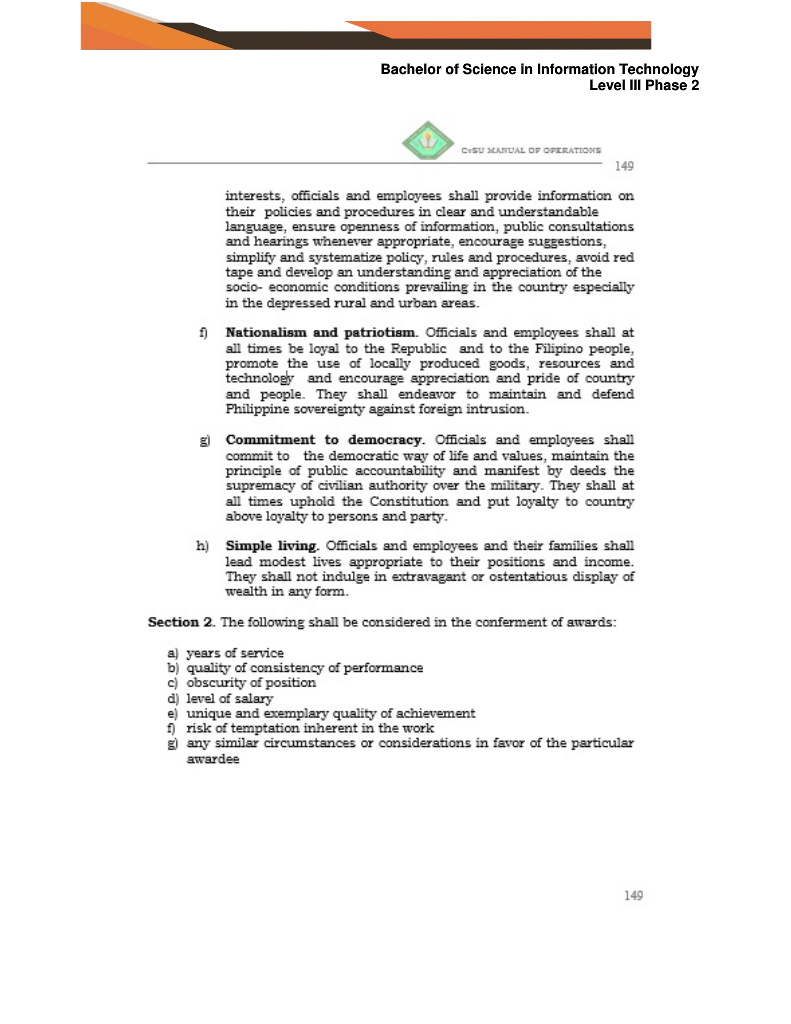 Bachelor of Science in Information Technology
Level III Phase 2
CvSU MANUAL OF OPERATIONS
149
interests, officials and employees shall provide information on
their policies and procedures in clear and understandable
language, ensure openness of information, public consultations
and hearings whenever appropriate, encourage suggestions,
simplify and systematize policy, rules and procedures, avoid red
tape and develop an understanding and appreciation of the
socio- economic conditions prevailing in the country especially
in the depressed rural and urban areas.
f) Nationalism and patriotism. Officials and employees shall at
all times be loyal to the Republic and to the Filipino people,
promote the use of locally produced goods, resources and
technology and encourage appreciation and pride of country
and people. They shall endeavor to maintain and defend
Philippine sovereignty against foreign intrusion.
g) Commitment to democracy. Officials and employees shall
commit to the democratic way of life and values, maintain the
principle of public accountability and manifest by deeds the
supremacy of civilian authority over the military. They shall at
all times uphold the Constitution and put loyalty to country
above loyalty to persons and party.
h) Simple living. Officials and employees and their families shall
lead modest lives appropriate to their positions and income.
They shall not indulge in extravagant or ostentatious display of
wealth in any form.
Section 2. The following shall be considered in the conferment of awards:
a) years of service
b) quality of consistency of performance
c) obscurity of position
d) level of salary
e) unique and exemplary quality of achievement
f) risk of temptation inherent in the work
g) any similar circumstances or considerations in favor of the particular
awardee
149